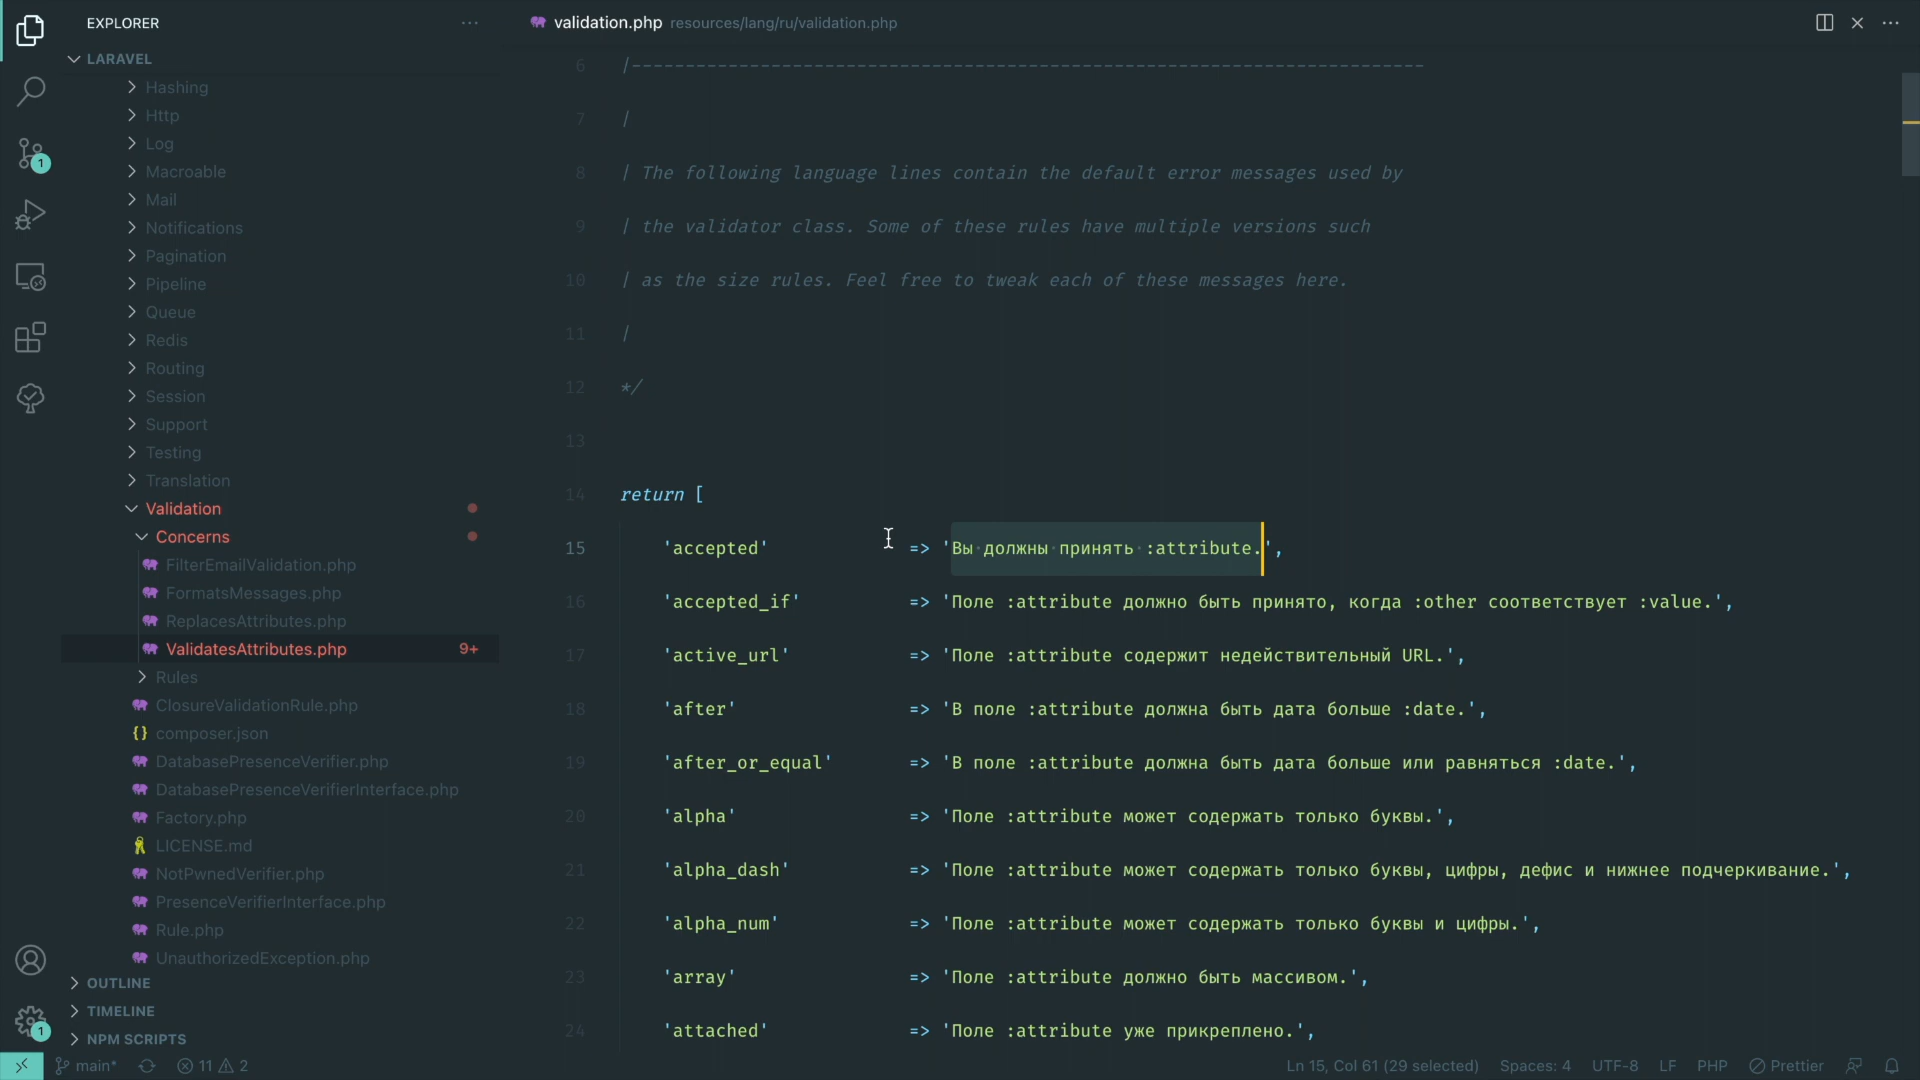 EXPLORER
validation.php resources/lang/ru/validation.php
LARAVEL
Hashing
Http
Log
Macroable
Mail
Notifications
Pagination
Pipeline
Queue
Redis
Routing
Session
Support
Testing
Translation
Validation
Concerns
FilterEmailValidation.php
FormatsMessages.php
ReplacesAttributes.php
ValidatesAttributes.php 9+
Rules
ClosureValidationRule.php
{} composer.json
DatabasePresenceVerifier.php
DatabasePresenceVerifierInterface.php
Factory.php
LICENSE.md
NotPwnedVerifier.php
PresenceVerifierInterface.php
Rule.php
UnauthorizedException.php
OUTLINE
TIMELINE
NPM SCRIPTS
1
1
6 |--------------------------------------------------------------------------
7 |
8 | The following language lines contain the default error messages used by
9 | the validator class. Some of these rules have multiple versions such
10 | as the size rules. Feel free to tweak each of these messages here.
11 |
12 */
13
14 return [
15 'accepted' => 'Вы должны принять :attribute.',
16 'accepted_if' => 'Поле :attribute должно быть принято, когда :other соответствует :value.',
17 'active_url' => 'Поле :attribute содержит недействительный URL.',
18 'after' => 'В поле :attribute должна быть дата больше :date.',
19 'after_or_equal' => 'В поле :attribute должна быть дата больше или равняться :date.',
20 'alpha' => 'Поле :attribute может содержать только буквы.',
21 'alpha_dash' => 'Поле :attribute может содержать только буквы, цифры, дефис и нижнее подчеркивание.',
22 'alpha_num' => 'Поле :attribute может содержать только буквы и цифры.',
23 'array' => 'Поле :attribute должно быть массивом.',
24 'attached' => 'Поле :attribute уже прикреплено.',
main* 11 2 Ln 15, Col 61 (29 selected) Spaces: 4 UTF-8 LF PHP Prettier